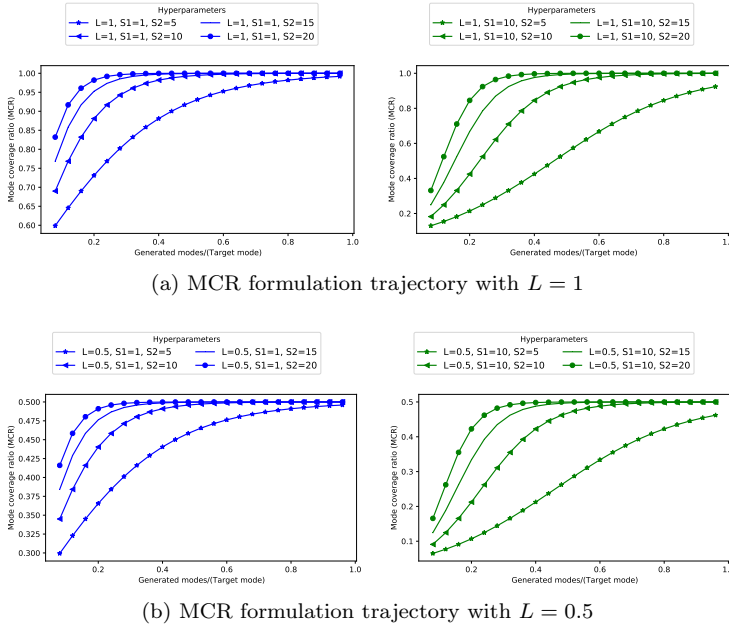 Hyperparameters
L=1, S1=1, S2=5 L=1, S1=1, S2=15
L=1, S1=1, S2=10 L=1, S1=1, S2=20
Mode coverage ratio (MCR)
1.00
0.95
0.90
0.85
0.80
0.75
0.70
0.65
0.60
0.2 0.4 0.6 0.8 1.0
Generated modes/(Target mode)
Hyperparameters
L=1, S1=10, S2=5 L=1, S1=10, S2=15
L=1, S1=10, S2=10 L=1, S1=10, S2=20
Mode coverage ratio (MCR)
1.0
0.8
0.6
0.4
0.2
0.2 0.4 0.6 0.8 1.
Generated modes/(Target mode)
(a) MCR formulation trajectory with L = 1
Hyperparameters
L=0.5, S1=1, S2=5 L=0.5, S1=1, S2=15
L=0.5, S1=1, S2=10 L=0.5, S1=1, S2=20
Mode coverage ratio (MCR)
0.500
0.475
0.450
0.425
0.400
0.375
0.350
0.325
0.300
0.2 0.4 0.6 0.8 1.0
Generated modes/(Target mode)
Hyperparameters
L=0.5, S1=10, S2=5 L=0.5, S1=10, S2=15
L=0.5, S1=10, S2=10 L=0.5, S1=10, S2=20
Mode coverage ratio (MCR)
0.5
0.4
0.3
0.2
0.1
0.2 0.4 0.6 0.8 1.
Generated modes/(Target mode)
(b) MCR formulation trajectory with L = 0.5